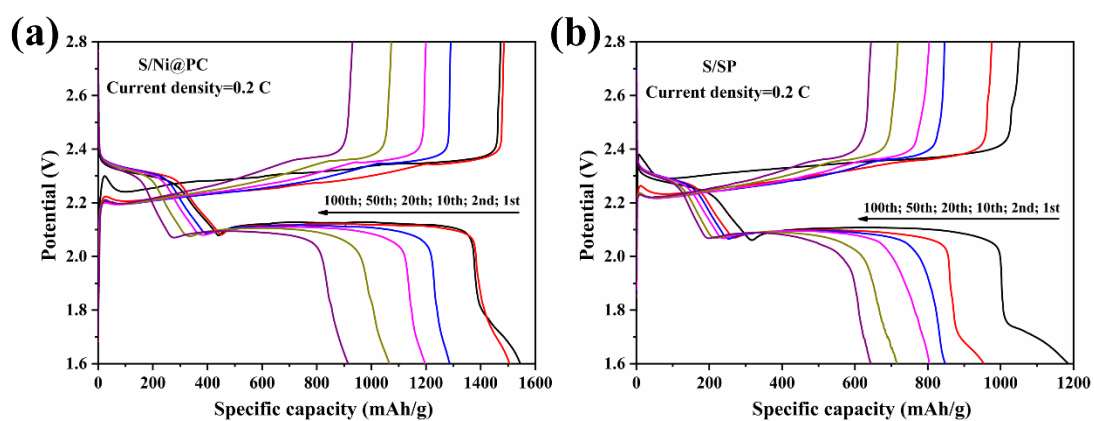 (a)
S/Ni@PC
Current density=0.2 C
100th; 50th; 20th; 10th; 2nd; 1st
Potential (V)
2.8
2.6
2.4
2.2
2.0
1.8
1.6
0
200
400
600
800
1000
1200
1400
1600
Specific capacity (mAh/g)
(b)
S/SP
Current density=0.2 C
100th; 50th; 20th; 10th; 2nd; 1st
Potential (V)
2.8
2.6
2.4
2.2
2.0
1.8
1.6
0
200
400
600
800
1000
1200
Specific capacity (mAh/g)